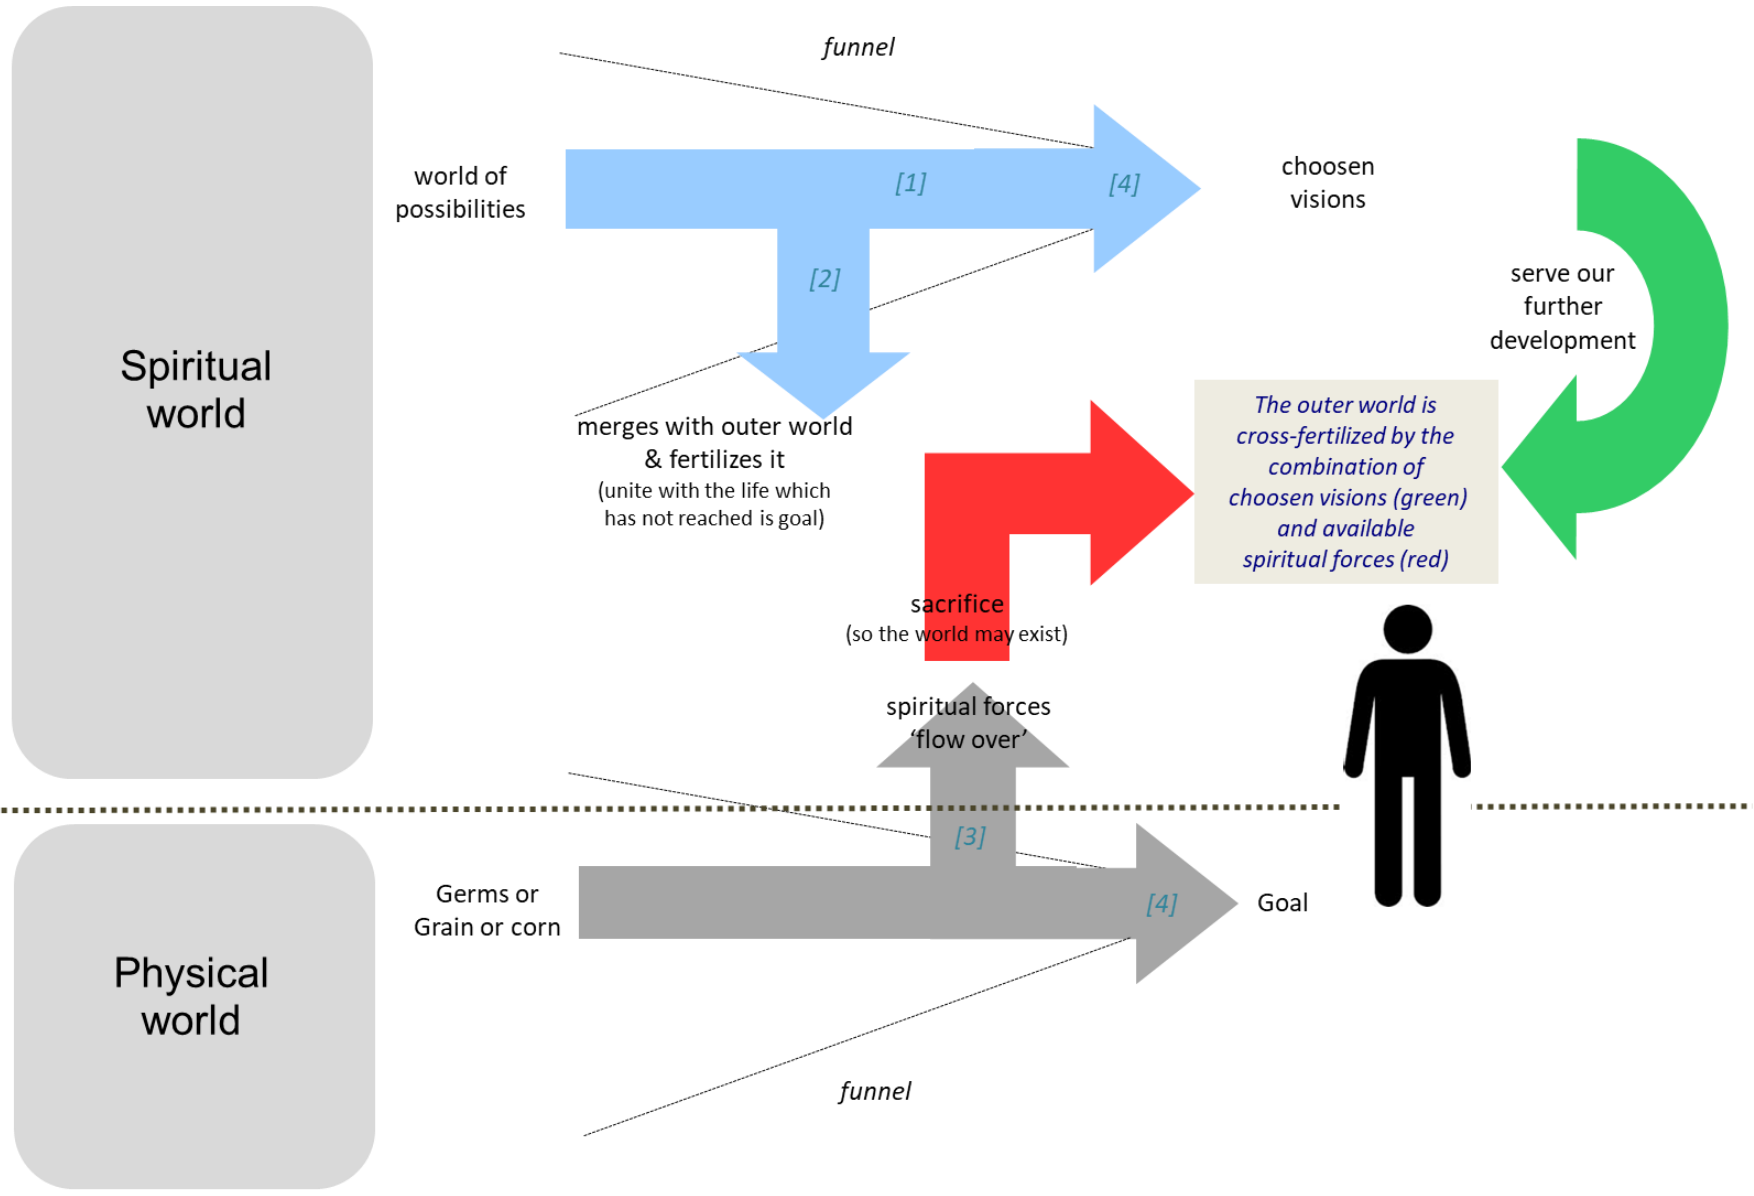 funnel
world of
possibilities
[1]
[4]
choosen
visions
[2]
serve our
further
development
Spiritual
world
merges with outer world
& fertilizes it
(unite with the life which
has not reached is goal)
The outer world is
cross-fertilized by the
combination of
choosen visions (green)
and available
spiritual forces (red)
sacrifice
(so the world may exist)
spiritual forces
‘flow over’
[3]
Germs or
Grain or corn
[4]
Goal
Physical
world
funnel